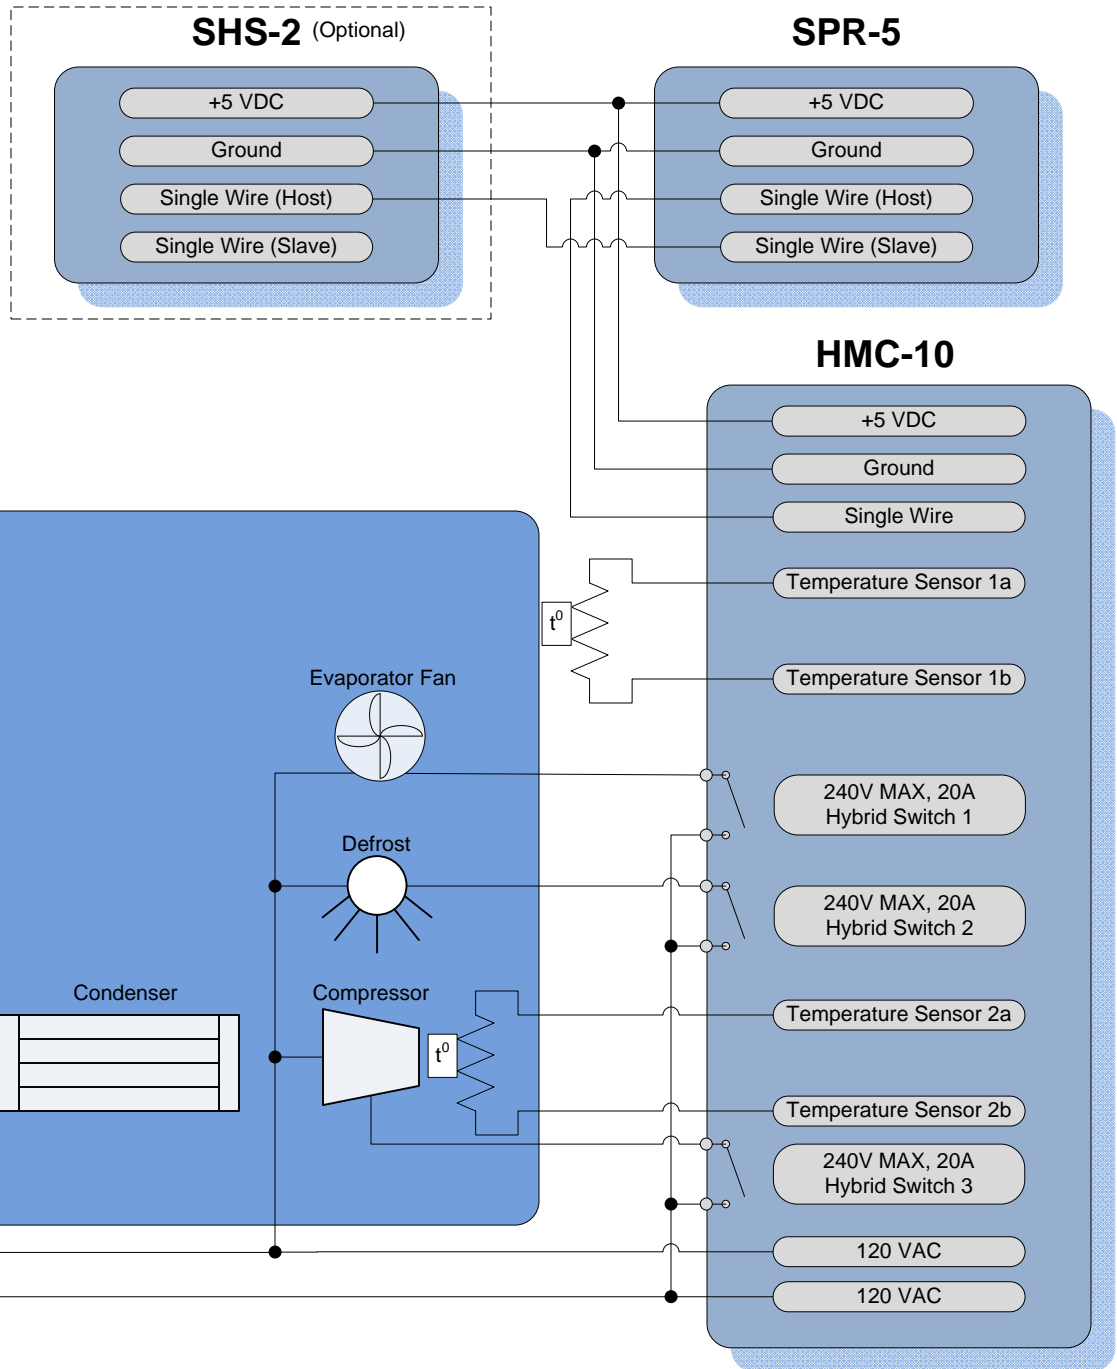 SHS-2 (Optional)
+5 VDC
Ground
Single Wire (Host)
Single Wire (Slave)
SPR-5
+5 VDC
Ground
Single Wire (Host)
Single Wire (Slave)
HMC-10
+5 VDC
Ground
Single Wire
Temperature Sensor 1a
t⁰
Temperature Sensor 1b
Evaporator Fan
240V MAX, 20A
Hybrid Switch 1
Defrost
240V MAX, 20A
Hybrid Switch 2
Condenser
Compressor
Temperature Sensor 2a
t⁰
Temperature Sensor 2b
240V MAX, 20A
Hybrid Switch 3
120 VAC
120 VAC